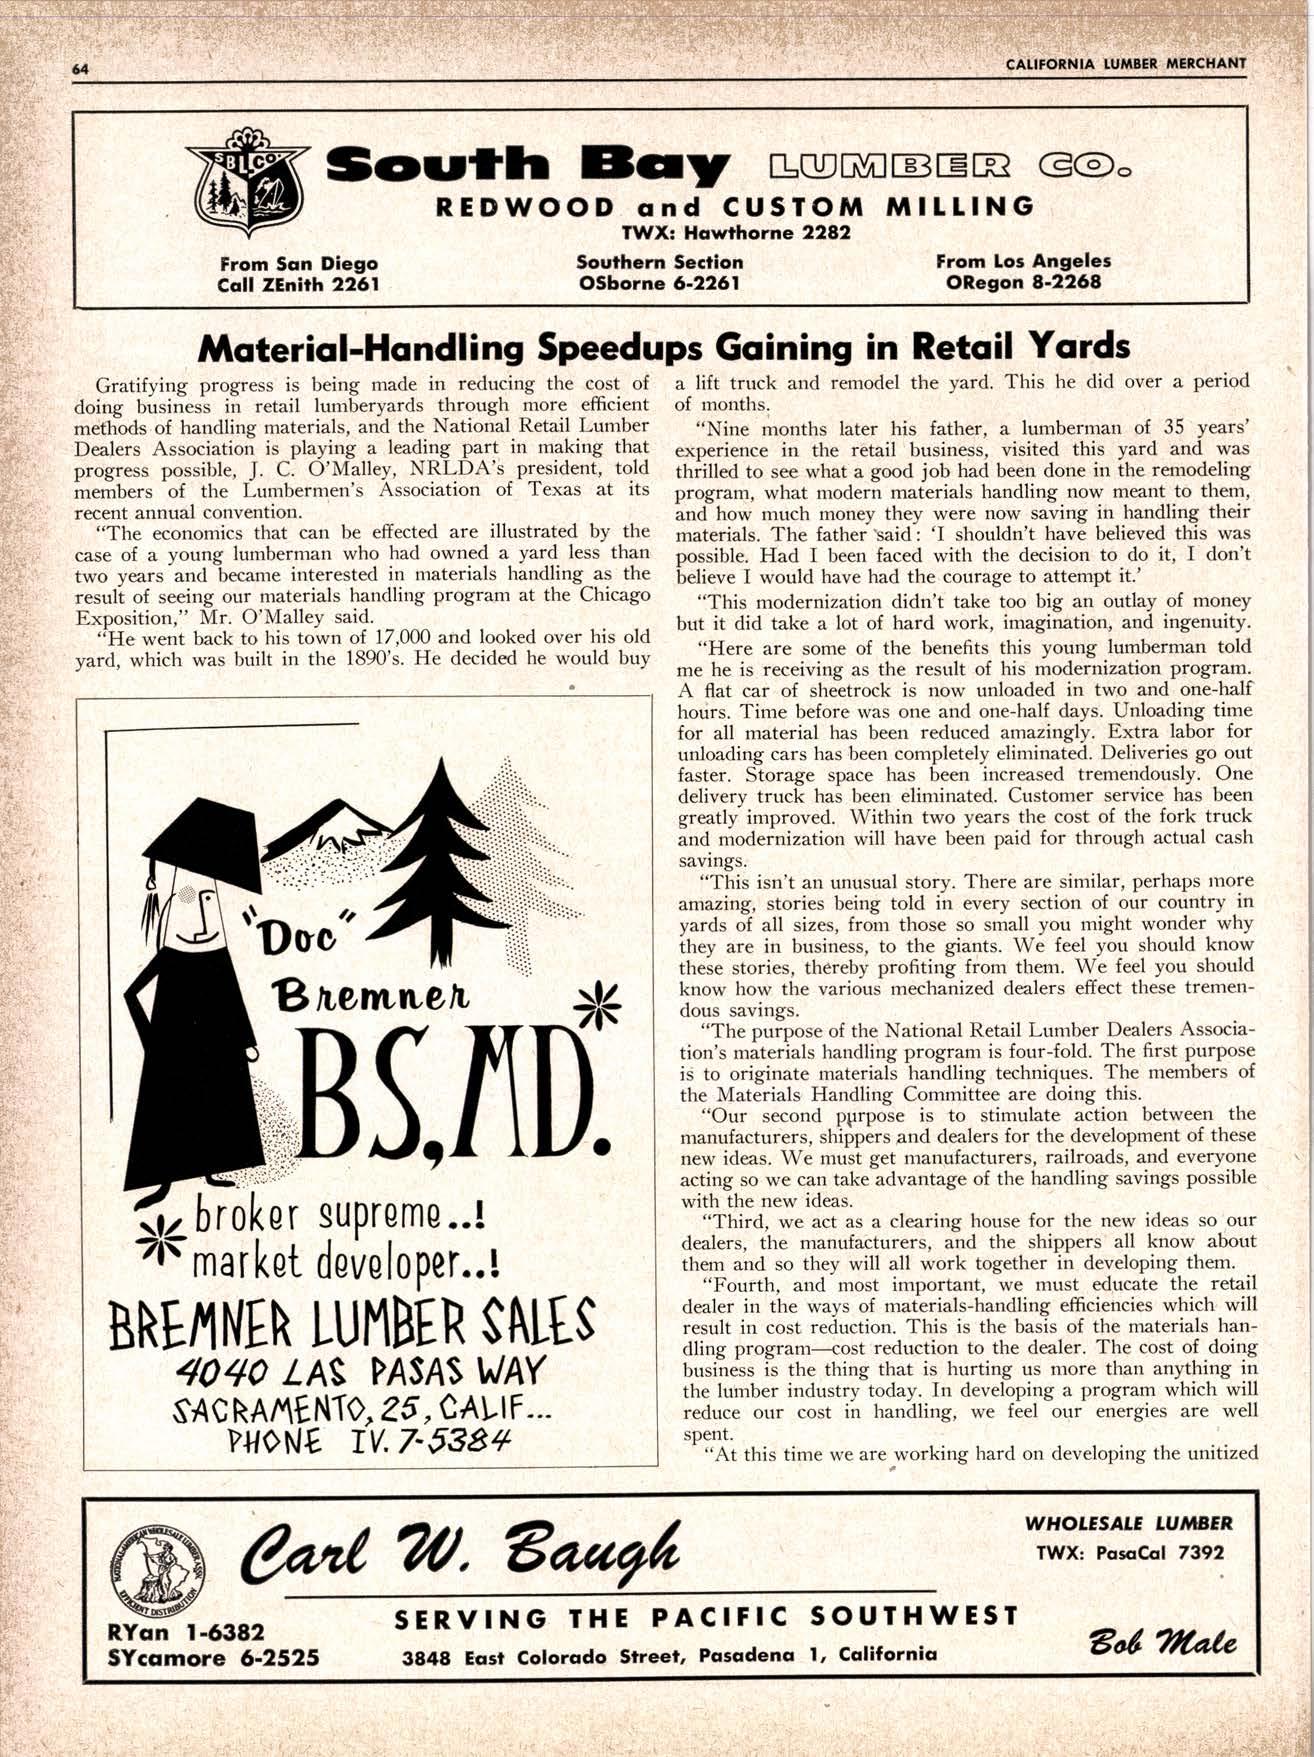 64
CALIFORNIA LUMBER MERCHANT
SBLCO.
South Bay LUMBER CO.
REDWOOD and CUSTOM MILLING
TWX: Hawthorne 2282
From San Diego
Call ZEnith 2261
Southern Section
OSborne 6-2261
From Los Angeles
ORegon 8-2268
Material-Handling Speedups Gaining in Retail Yards
Gratifying progress is being made in reducing the cost of
doing business in retail lumberyards through more efficient
methods of handling materials, and the National Retail Lumber
Dealers Association is playing a leading part in making that
progress possible, J. C. O'Malley, NRLDA's president, told
members of the Lumbermen's Association of Texas at its
recent annual convention.
"The economics that can be effected are illustrated by the
case of a young lumberman who had owned a yard less than
two years and became interested in materials handling as the
result of seeing our materials handling program at the Chicago
Exposition," Mr. O'Malley said.
"He went back to his town of 17,000 and looked over his old
yard, which was built in the 1890's. He decided he would buy
a lift truck and remodel the yard. This he did over a period
of months.
"Nine months later his father, a lumberman of 35 years'
experience in the retail business, visited this yard and was
thrilled to see what a good job had been done in the remodeling
program, what modern materials handling now meant to them,
and how much money they were now saving in handling their
materials. The father said: 'I shouldn't have believed this was
possible. Had I been faced with the decision to do it, I don't
believe I would have had the courage to attempt it.'
"This modernization didn't take too big an outlay of money
but it did take a lot of hard work, imagination, and ingenuity.
"Here are some of the benefits this young lumberman told
me he is receiving as the result of his modernization program.
A flat car of sheetrock is now unloaded in two and one-half
hours. Time before was one and one-half days. Unloading time
for all material has been reduced amazingly. Extra labor for
unloading cars has been completely eliminated. Deliveries go out
faster. Storage space has been increased tremendously. One
delivery truck has been eliminated. Customer service has been
greatly improved. Within two years the cost of the fork truck
and modernization will have been paid for through actual cash
savings.
"This isn't an unusual story. There are similar, perhaps more
amazing, stories being told in every section of our country in
yards of all sizes, from those so small you might wonder why
they are in business, to the giants. We feel you should know
these stories, thereby profiting from them. We feel you should
know how the various mechanized dealers effect these tremen-
dous savings.
"The purpose of the National Retail Lumber Dealers Associa-
tion's materials handling program is four-fold. The first purpose
is to originate materials handling techniques. The members of
the Materials Handling Committee are doing this.
"Our second purpose is to stimulate action between the
manufacturers, shippers and dealers for the development of these
new ideas. We must get manufacturers, railroads, and everyone
acting so we can take advantage of the handling savings possible
with the new ideas.
"Third, we act as a clearing house for the new ideas so our
dealers, the manufacturers, and the shippers all know about
them and so they will all work together in developing them.
"Fourth, and most important, we must educate the retail
dealer in the ways of materials-handling efficiencies which will
result in cost reduction. This is the basis of the materials han-
dling program—cost reduction to the dealer. The cost of doing
business is the thing that is hurting us more than anything in
the lumber industry today. In developing a program which will
reduce our cost in handling, we feel our energies are well
spent.
"At this time we are working hard on developing the unitized
"Doc"
Bremner
BS, MD.*
* broker supreme..!
market developer..!
BREMNER LUMBER SALES
4040 LAS PASAS WAY
SACRAMENTO, 25, CALIF...
PHONE IV. 7-5384
NATIONAL-AMERICAN WHOLESALE LUMBER ASSN.
EFFICIENT DISTRIBUTION
Carl W. Baugh
WHOLESALE LUMBER
TWX: PasaCal 7392
SERVING THE PACIFIC SOUTHWEST
RYan 1-6382
SYcamore 6-2525
3848 East Colorado Street, Pasadena 1, California
Bob Male